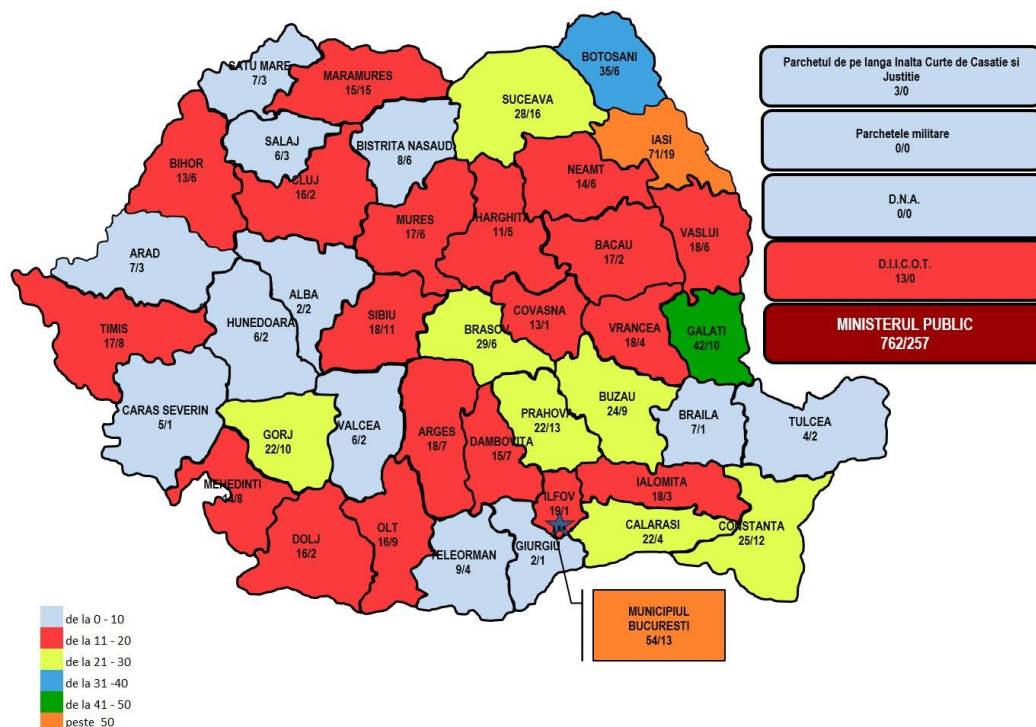 SATU MARE
7/3
MARAMURES
15/15
SUCEAVA
28/16
BOTOSANI
35/6
SALAJ
6/3
BISTRITA NASAUD
8/6
IASI
71/19
BIHOR
13/6
CLUJ
16/2
NEAMT
14/6
MURES
17/6
HARGHITA
11/5
BACAU
17/2
VASLUI
18/6
ARAD
7/3
ALBA
2/2
TIMIS
17/8
HUNEDOARA
6/2
SIBIU
18/11
BRASOV
29/6
COVASNA
13/1
VRANCEA
18/4
GALATI
42/10
CARAS SEVERIN
5/1
GORJ
22/10
VALCEA
6/2
ARGES
18/7
DAMBOVITA
15/7
PRAHOVA
22/13
BUZAU
24/9
BRAILA
7/1
TULCEA
4/2
MEHEDINTI
DOLJ
16/2
OLT
16/9
TELEORMAN
9/4
GIURGIU
2/1
ILFOV
19/1
IALOMITA
18/3
CALARASI
22/4
CONSTANTA
25/12
MUNICIPIUL
BUCURESTI
54/13
Parchetul de pe langa Inalta Curte de Casatie si
Justitie
3/0
Parchetele militare
0/0
D.N.A.
0/0
D.I.I.C.O.T.
13/0
MINISTERUL PUBLIC
762/257
de la 0 - 10
de la 11 - 20
de la 21 - 30
de la 31 -40
de la 41 - 50
peste 50